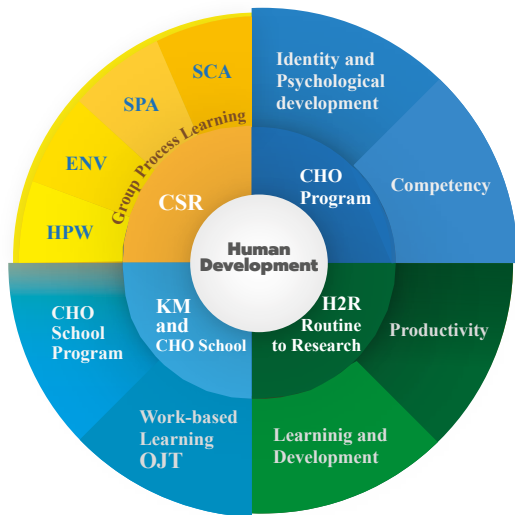 SCA
SPA
ENV
HPW
Group Process Learning
CSR
Identity and
Psychological
development
Competency
CHO
Program
Human
Development
KM
and
CHO School
H2R
Routine
to Research
CHO
School
Program
Work-based
Learning
OJT
Productivity
Learninig and
Development